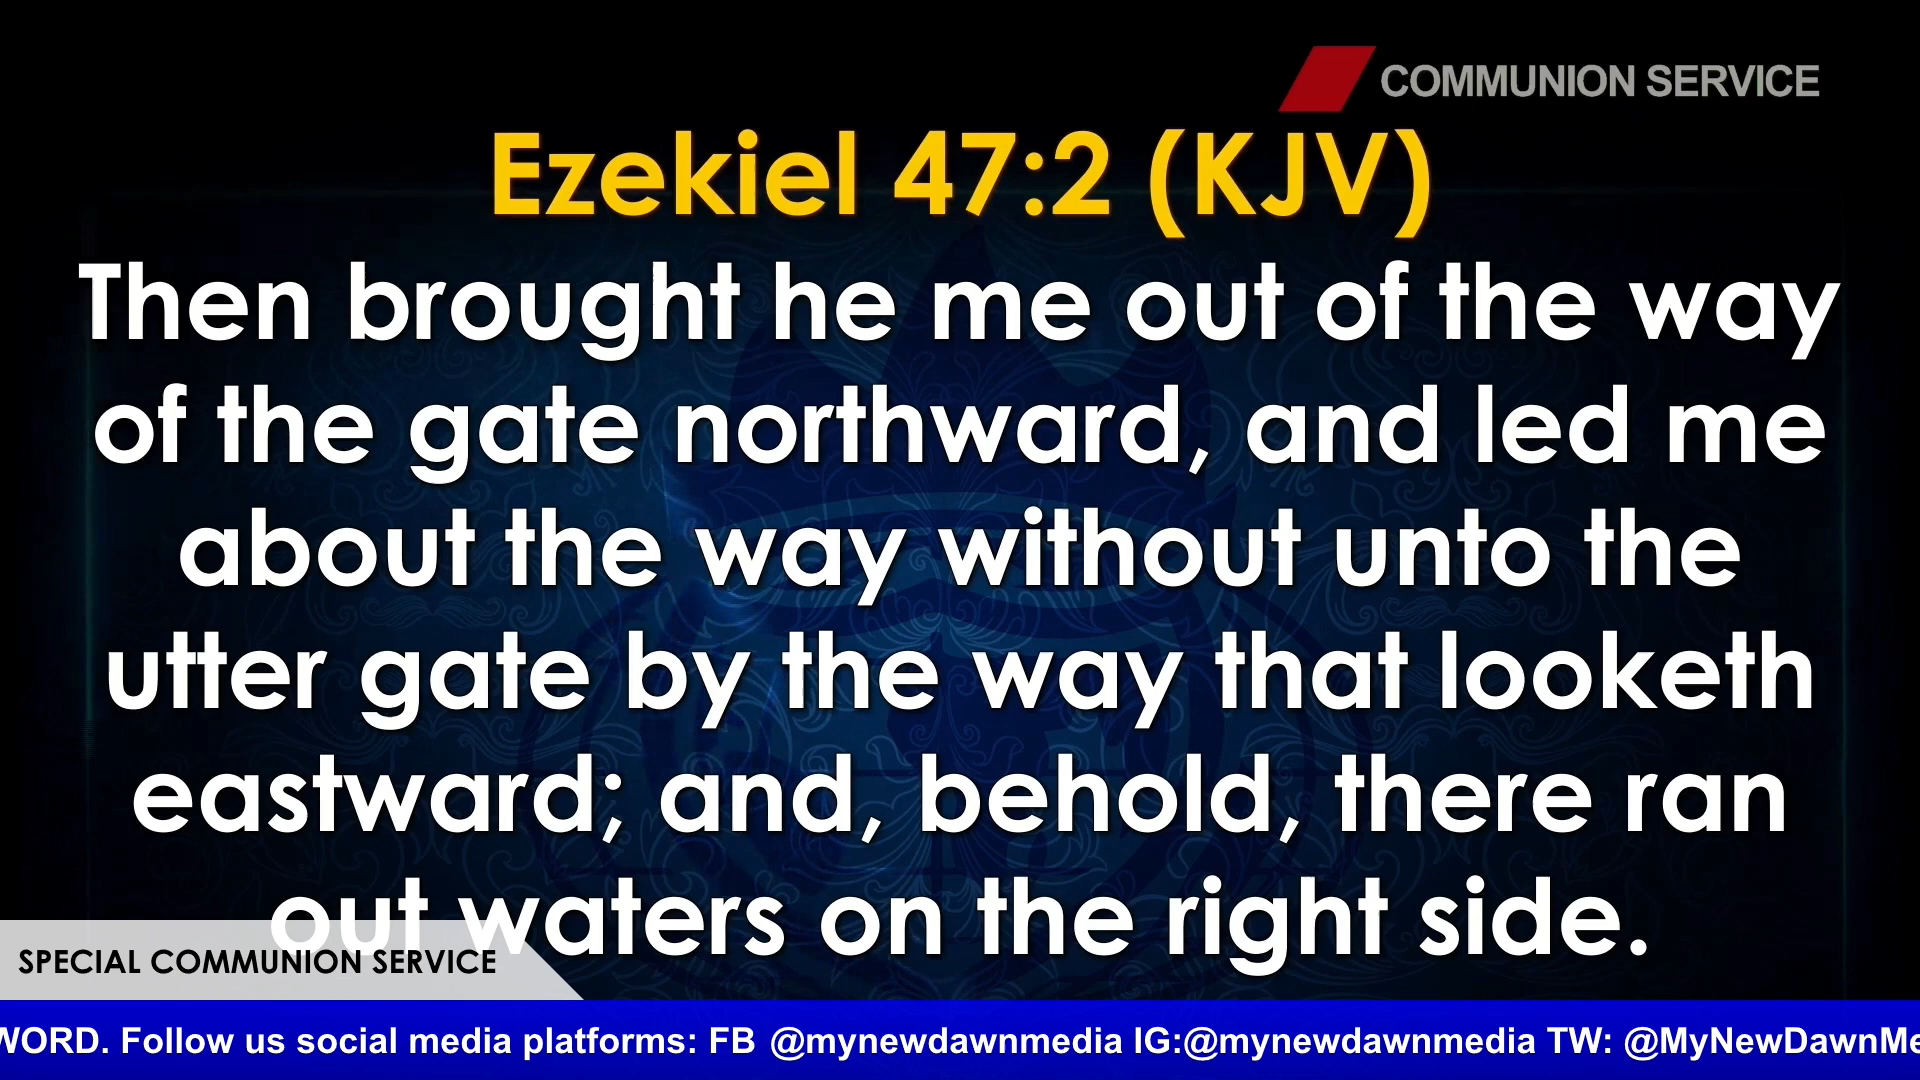 COMMUNION SERVICE
Ezekiel 47:2 (KJV)
Then brought he me out of the way
of the gate northward, and led me
about the way without unto the
utter gate by the way that looketh
eastward; and, behold, there ran
out waters on the right side.
SPECIAL COMMUNION SERVICE
WORD. Follow us social media platforms: FB @mynewdawnmedia IG:@mynewdawnmedia TW: @MyNewDawnMe